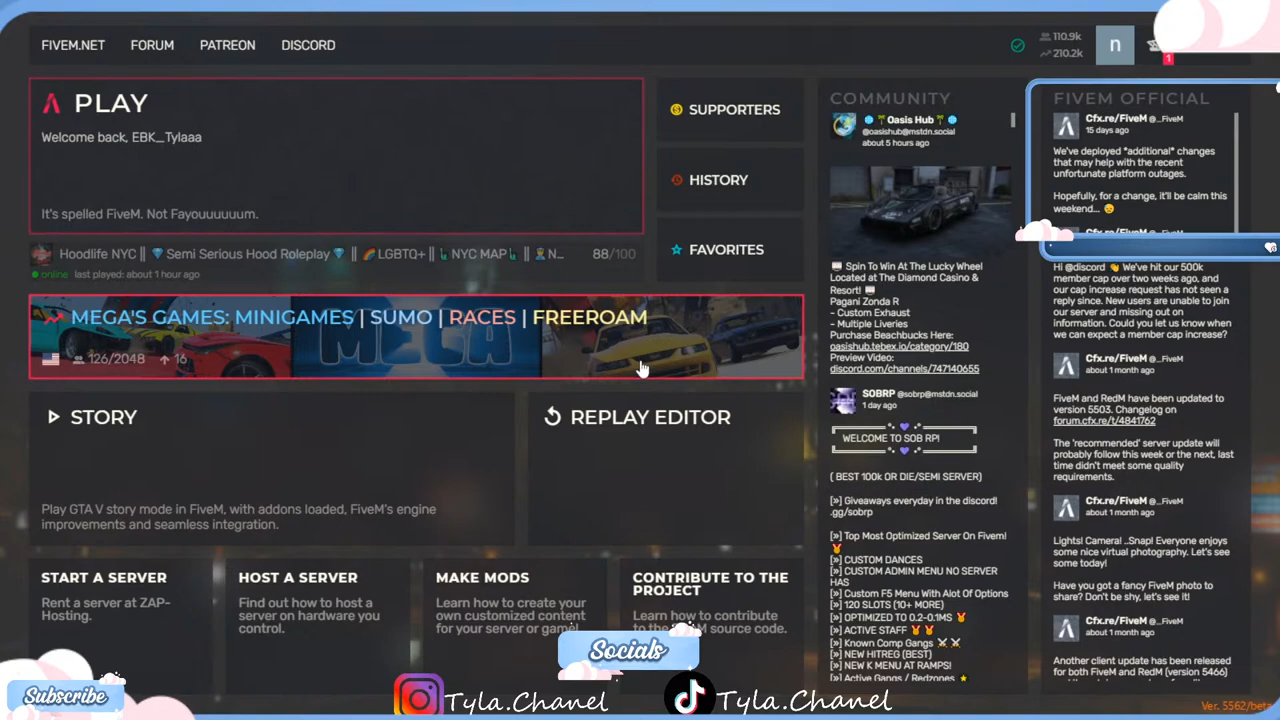 FIVEM.NET FORUM PATREON DISCORD
110.9k
210.2k
n
1
PLAY
Welcome back, EBK_Tylaaa
It's spelled FiveM. Not Fayouuuuuum.
SUPPORTERS
HISTORY
FAVORITES
Hoodlife NYC || 💎 Semi Serious Hood Roleplay 💎 || 🌈 LGBTQ+ || 🗽 NYC MAP 🗽 || N... 88/100
online last played: about 1 hour ago
MEGA'S GAMES: MINIGAMES | SUMO | RACES | FREEROAM
MEGA
126/2048 16
STORY
Play GTA V story mode in FiveM, with addons loaded, FiveM's engine
improvements and seamless integration.
REPLAY EDITOR
START A SERVER
Rent a server at ZAP-
Hosting.
HOST A SERVER
Find out how to host a
server on hardware you
control.
MAKE MODS
Learn how to create your
own customized content
for your server or game!
CONTRIBUTE TO THE
PROJECT
Learn how to contribute
to the source code.
COMMUNITY
Oasis Hub
@oasishub@mstdn.social
about 5 hours ago
Spin To Win At The Lucky Wheel
Located at The Diamond Casino &
Resort!
Pagani Zonda R
- Custom Exhaust
- Multiple Liveries
Purchase Beachbucks Here:
oasishub.tebex.io/category/180
Preview Video:
discord.com/channels/747140655
SOBRP @sobrp@mstdn.social
1 day ago
WELCOME TO SOB RP!
( BEST 100k OR DIE/SEMI SERVER)
[»] Giveaways everyday in the discord!
.gg/sobrp
[»] Top Most Optimized Server On Fivem!
🏅
[»] CUSTOM DANCES
[»] CUSTOM ADMIN MENU NO SERVER
HAS
[»] Custom F5 Menu With Alot Of Options
[»] 120 SLOTS (10+ MORE)
[»] OPTIMIZED TO 0.2-0.1MS 🏅
[»] ACTIVE STAFF 🏅 🏅
[»] Known Comp Gangs ⚔️ ⚔️
[»] NEW HITREG (BEST)
[»] NEW K MENU AT RAMPS!
[»] Active Gangs / Redzones ⭐
FIVEM OFFICIAL
Cfx.re/FiveM @_FiveM
15 days ago
We've deployed *additional* changes
that may help with the recent
unfortunate platform outages.
Hopefully, for a change, it'll be calm this
weekend... 😟
Hi @discord 👋 We've hit our 500k
member cap over two weeks ago, and
our cap increase request has not seen a
reply since. New users are unable to join
our server and missing out on
information. Could you let us know when
we can expect a member cap increase?
Cfx.re/FiveM @_FiveM
about 1 month ago
FiveM and RedM have been updated to
version 5503. Changelog on
forum.cfx.re/t/4841762
The 'recommended' server update will
probably follow this week or the next, last
time didn't meet some quality
requirements.
Cfx.re/FiveM @_FiveM
about 1 month ago
Lights! Camera! ..Snap! Everyone enjoys
some nice virtual photography. Let's see
some today!
Have you got a fancy FiveM photo to
share? Don't be shy, let's see it!
Cfx.re/FiveM @_FiveM
about 1 month ago
Another client update has been released
for both FiveM and RedM (version 5466)
Socials
Subscribe
Tyla.Chanel
Tyla.Chanel
Ver. 5562/beta